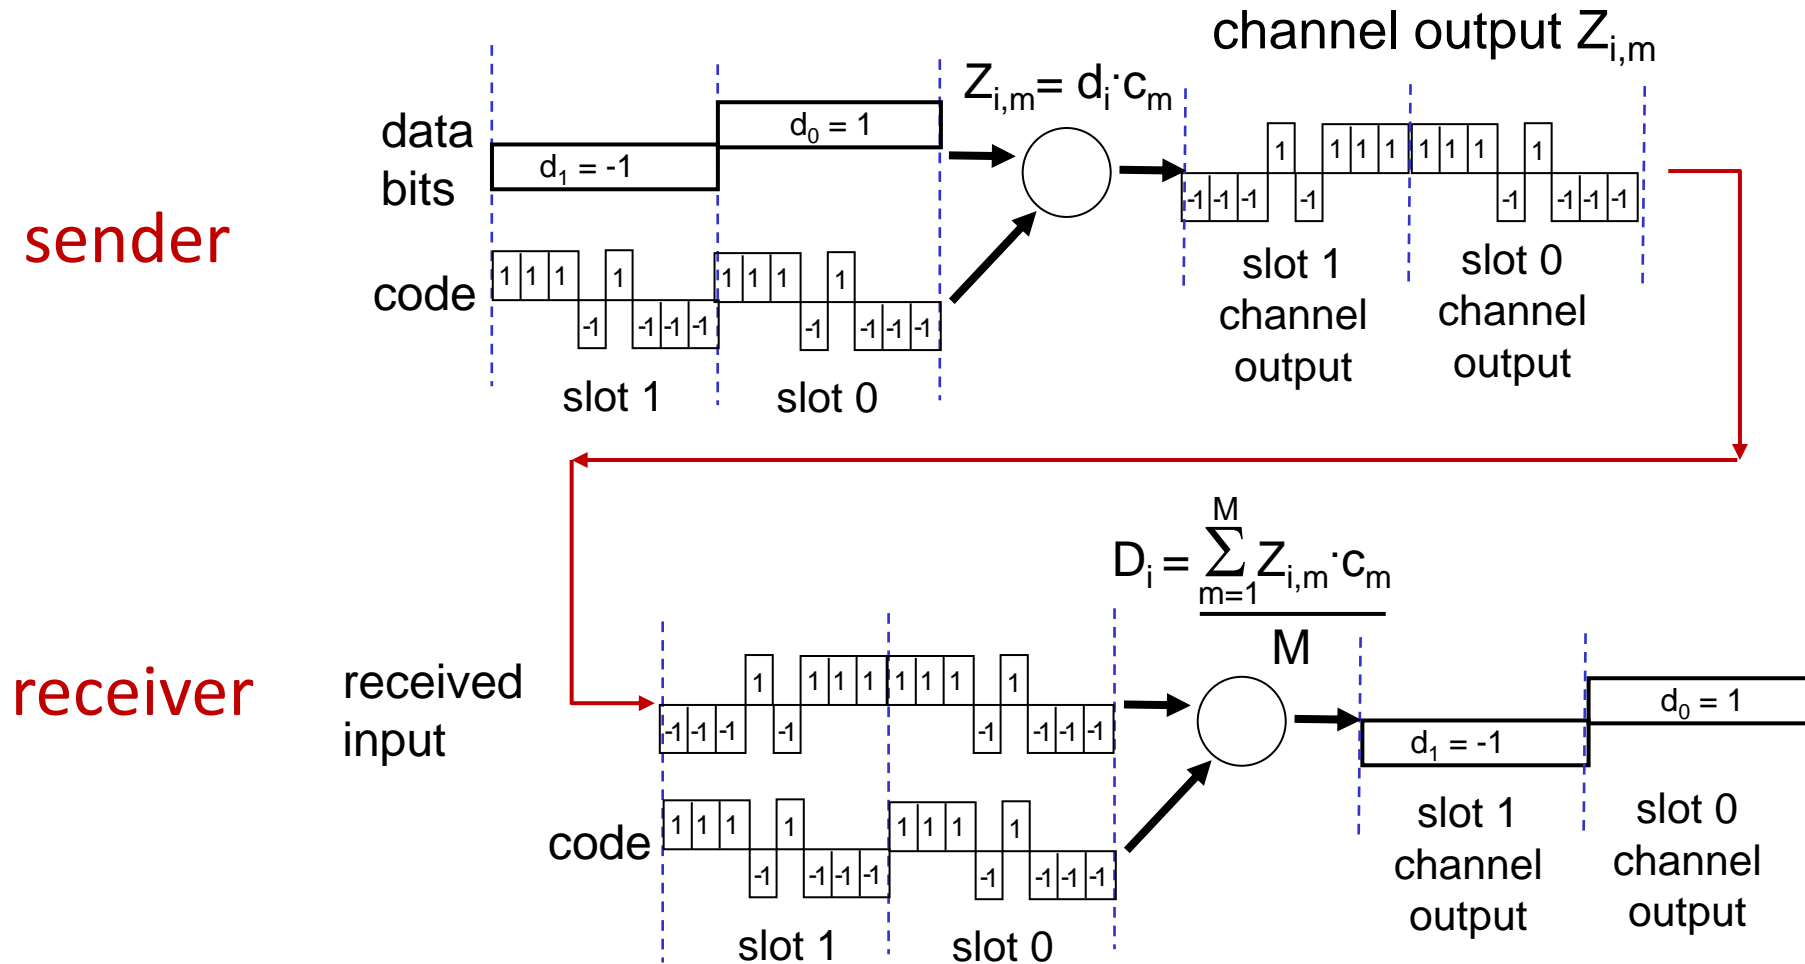 channel output Z_{i,m}
Z_{i,m} = d_i·c_m
data bits
d_1 = -1
d_0 = 1
sender
code
1 1 1 -1 1 -1 -1 -1
1 1 1 -1 1 -1 -1 -1
slot 1
slot 0
-1 -1 -1 1 -1 1 1 1
1 1 1 -1 1 -1 -1 -1
slot 1
channel
output
slot 0
channel
output
D_i = \sum_{m=1}^{M} Z_{i,m}·c_m
M
receiver
received
input
-1 -1 -1 1 -1 1 1 1
1 1 1 -1 1 -1 -1 -1
code
1 1 1 -1 1 -1 -1 -1
1 1 1 -1 1 -1 -1 -1
slot 1
slot 0
d_1 = -1
d_0 = 1
slot 1
channel
output
slot 0
channel
output